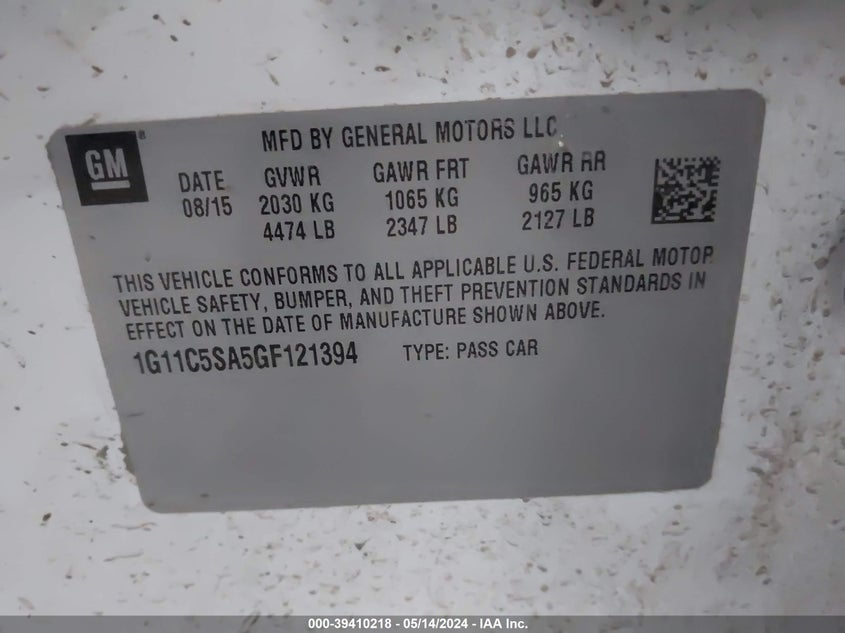 GM ® MFD BY GENERAL MOTORS LLC
DATE GVWR GAWR FRT GAWR RR
08/15 2030 KG 1065 KG 965 KG
4474 LB 2347 LB 2127 LB
THIS VEHICLE CONFORMS TO ALL APPLICABLE U.S. FEDERAL MOTOR
VEHICLE SAFETY, BUMPER, AND THEFT PREVENTION STANDARDS IN
EFFECT ON THE DATE OF MANUFACTURE SHOWN ABOVE.
1G11C5SA5GF121394 TYPE: PASS CAR
000-39410218 - 05/14/2024 - IAA Inc.